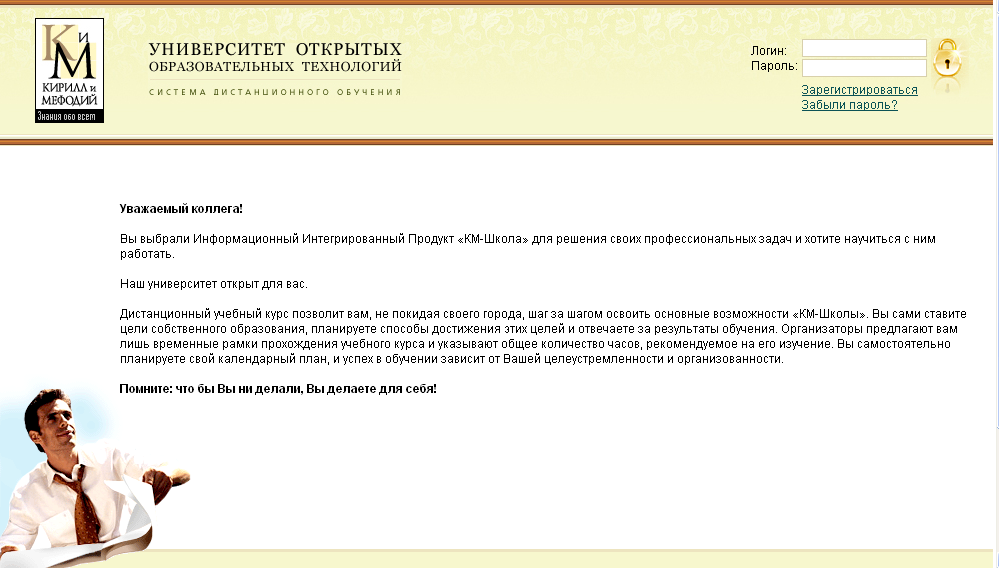 К и
М
КИРИЛЛ и
МЕФОДИЙ
Знания обо всем
УНИВЕРСИТЕТ ОТКРЫТЫХ
ОБРАЗОВАТЕЛЬНЫХ ТЕХНОЛОГИЙ
СИСТЕМА ДИСТАНЦИОННОГО ОБУЧЕНИЯ
Логин:
Пароль:
Зарегистрироваться
Забыли пароль?
Уважаемый коллега!
Вы выбрали Информационный Интегрированный Продукт «КМ-Школа» для решения своих профессиональных задач и хотите научиться с ним
работать.
Наш университет открыт для вас.
Дистанционный учебный курс позволит вам, не покидая своего города, шаг за шагом освоить основные возможности «КМ-Школы». Вы сами ставите
цели собственного образования, планируете способы достижения этих целей и отвечаете за результаты обучения. Организаторы предлагают вам
лишь временные рамки прохождения учебного курса и указывают общее количество часов, рекомендуемое на его изучение. Вы самостоятельно
планируете свой календарный план, и успех в обучении зависит от Вашей целеустремленности и организованности.
Помните: что бы Вы ни делали, Вы делаете для себя!